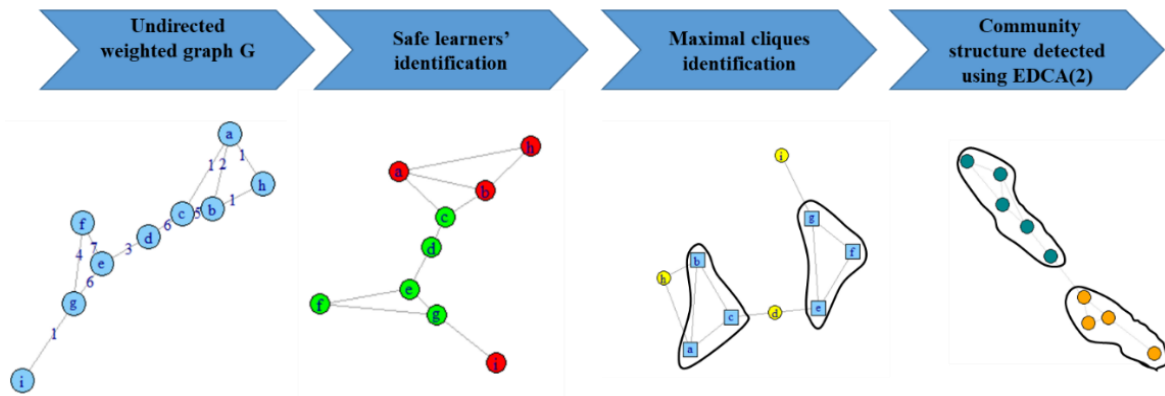 Undirected
weighted graph G
Safe learners'
identification
Maximal cliques
identification
Community
structure detected
using EDCA(2)
a
1
2
1
h
c
5
b
1
f
d
6
7
4
e
3
6
g
1
i
h
a
b
c
d
e
f
g
i
i
g
b
f
h
c
d
e
a